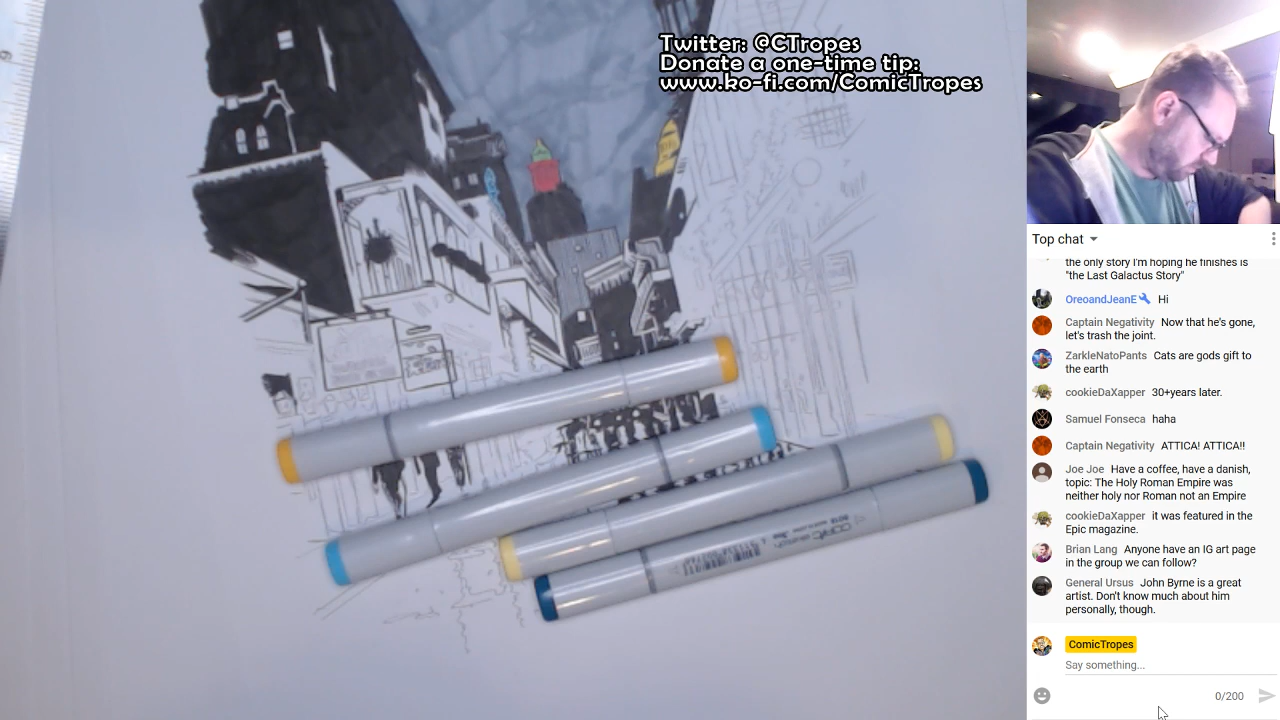 Twitter: @CTropes
Donate a one-time tip:
www.ko-fi.com/ComicTropes
Top chat
the only story I'm hoping he finishes is
"the Last Galactus Story"
OreoandJeanE Hi
Captain Negativity Now that he's gone,
let's trash the joint.
ZarkleNatoPants Cats are gods gift to
the earth
cookieDaXapper 30+years later.
Samuel Fonseca haha
Captain Negativity ATTICA! ATTICA!!
Joe Joe Have a coffee, have a danish,
topic: The Holy Roman Empire was
neither holy nor Roman not an Empire
cookieDaXapper it was featured in the
Epic magazine.
Brian Lang Anyone have an IG art page
in the group we can follow?
General Ursus John Byrne is a great
artist. Don't know much about him
personally, though.
ComicTropes
Say something...
0/200